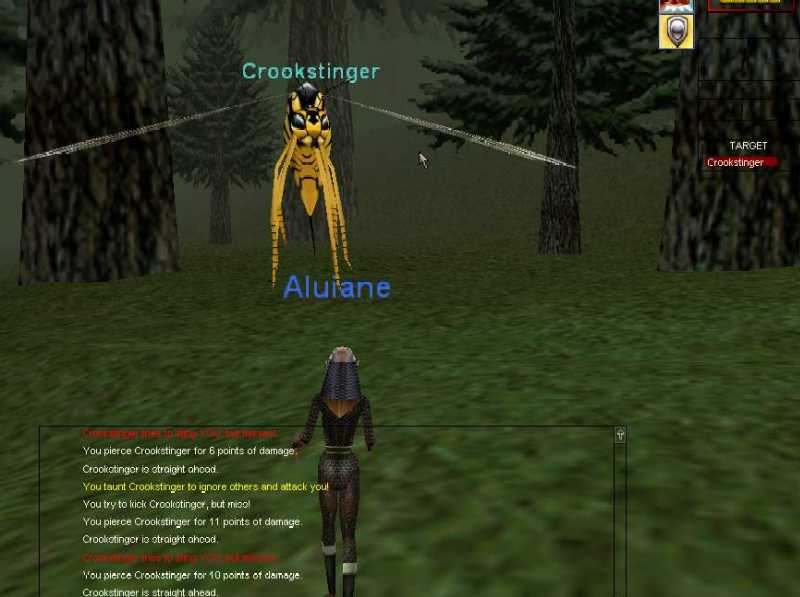 Crookstinger
TARGET
Crookstinger
Aluiane
Crookstinger tries to sting YOU, but misses!
You pierce Crookstinger for 6 points of damage.
Crookstinger is straight ahead.
You taunt Crookstinger to ignore others and attack you!
You try to kick Crookstinger, but miss!
You pierce Crookstinger for 11 points of damage.
Crookstinger is straight ahead.
Crookstinger tries to sting YOU, but misses!
You pierce Crookstinger for 10 points of damage.
Crookstinger is straight ahead.